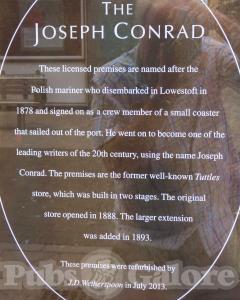 THE
JOSEPH CONRAD
These licensed premises are named after the
Polish mariner who disembarked in Lowestoft in
1878 and signed on as a crew member of a small coaster
that sailed out of the port. He went on to become one of the
leading writers of the 20th century, using the name Joseph
Conrad. The premises are the former well-known Tuttles
store, which was built in two stages. The original
store opened in 1888. The larger extension
was added in 1893.
These premises were refurbished by
J.D.Wetherspoon in July 2013.